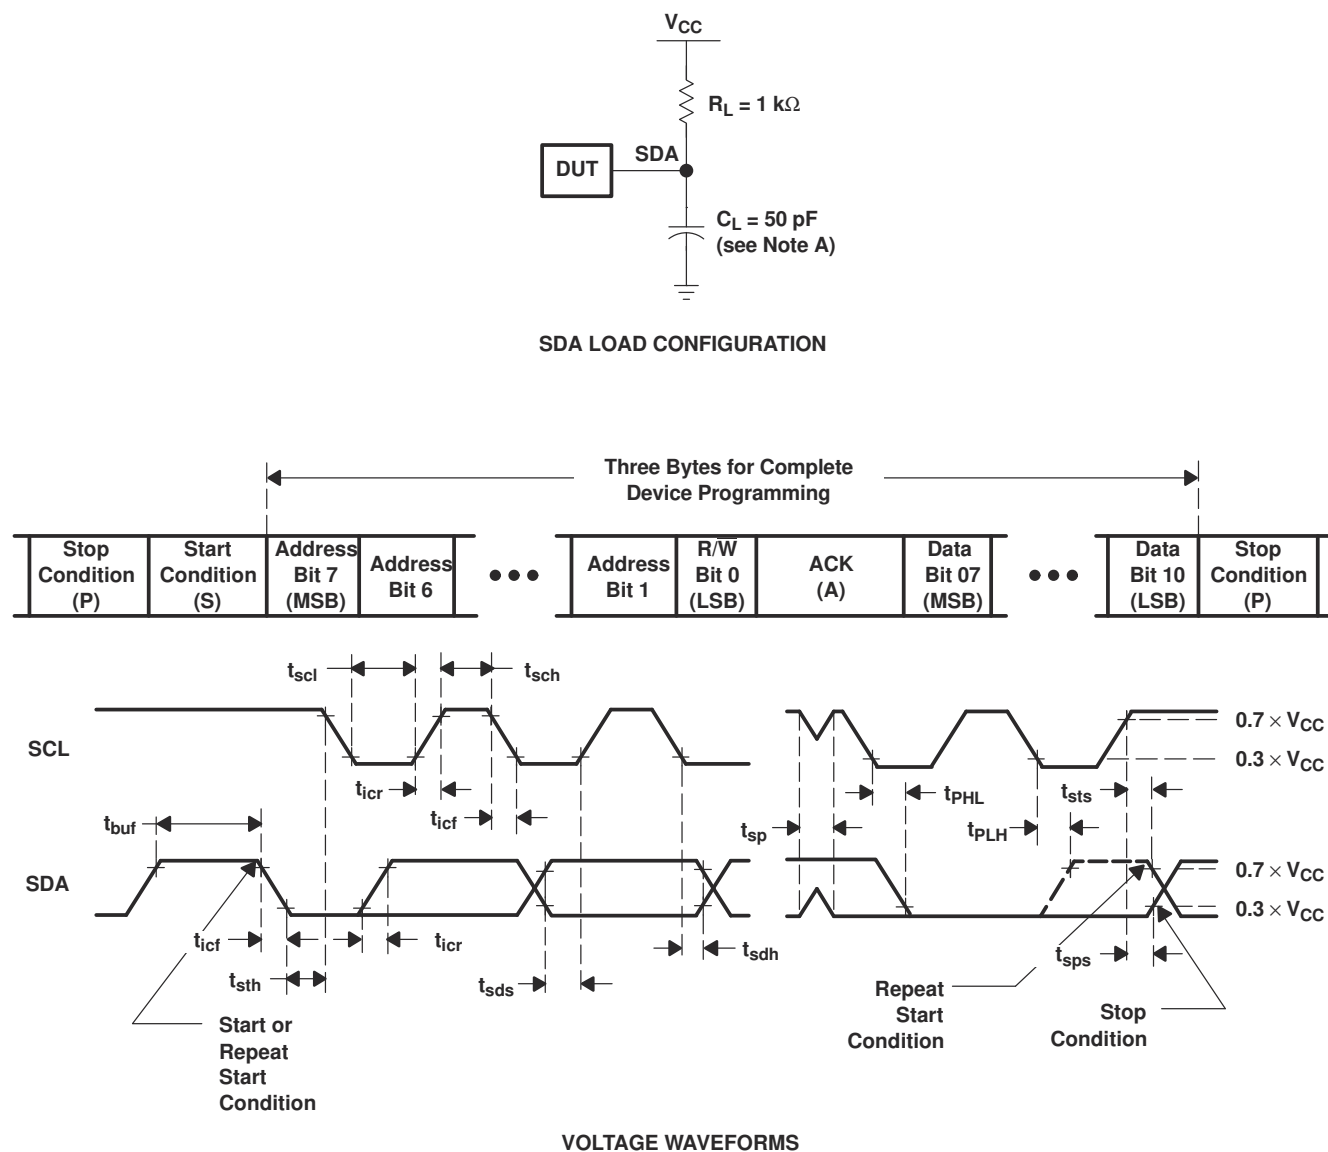 VCC
RL = 1 kΩ
DUT
SDA
CL = 50 pF
(see Note A)
SDA LOAD CONFIGURATION
Three Bytes for Complete
Device Programming
Stop
Condition
(P)
Start
Condition
(S)
Address
Bit 7
(MSB)
Address
Bit 6
•••
Address
Bit 1
R/W̅
Bit 0
(LSB)
ACK
(A)
Data
Bit 07
(MSB)
•••
Data
Bit 10
(LSB)
Stop
Condition
(P)
tscl
tsch
SCL
0.7 × VCC
0.3 × VCC
ticr
ticf
tPHL
tsts
tbuf
tsp
tPLH
SDA
0.7 × VCC
0.3 × VCC
ticf
ticr
tsdh
tsps
tsth
tsds
Start or
Repeat
Start
Condition
Repeat
Start
Condition
Stop
Condition
VOLTAGE WAVEFORMS